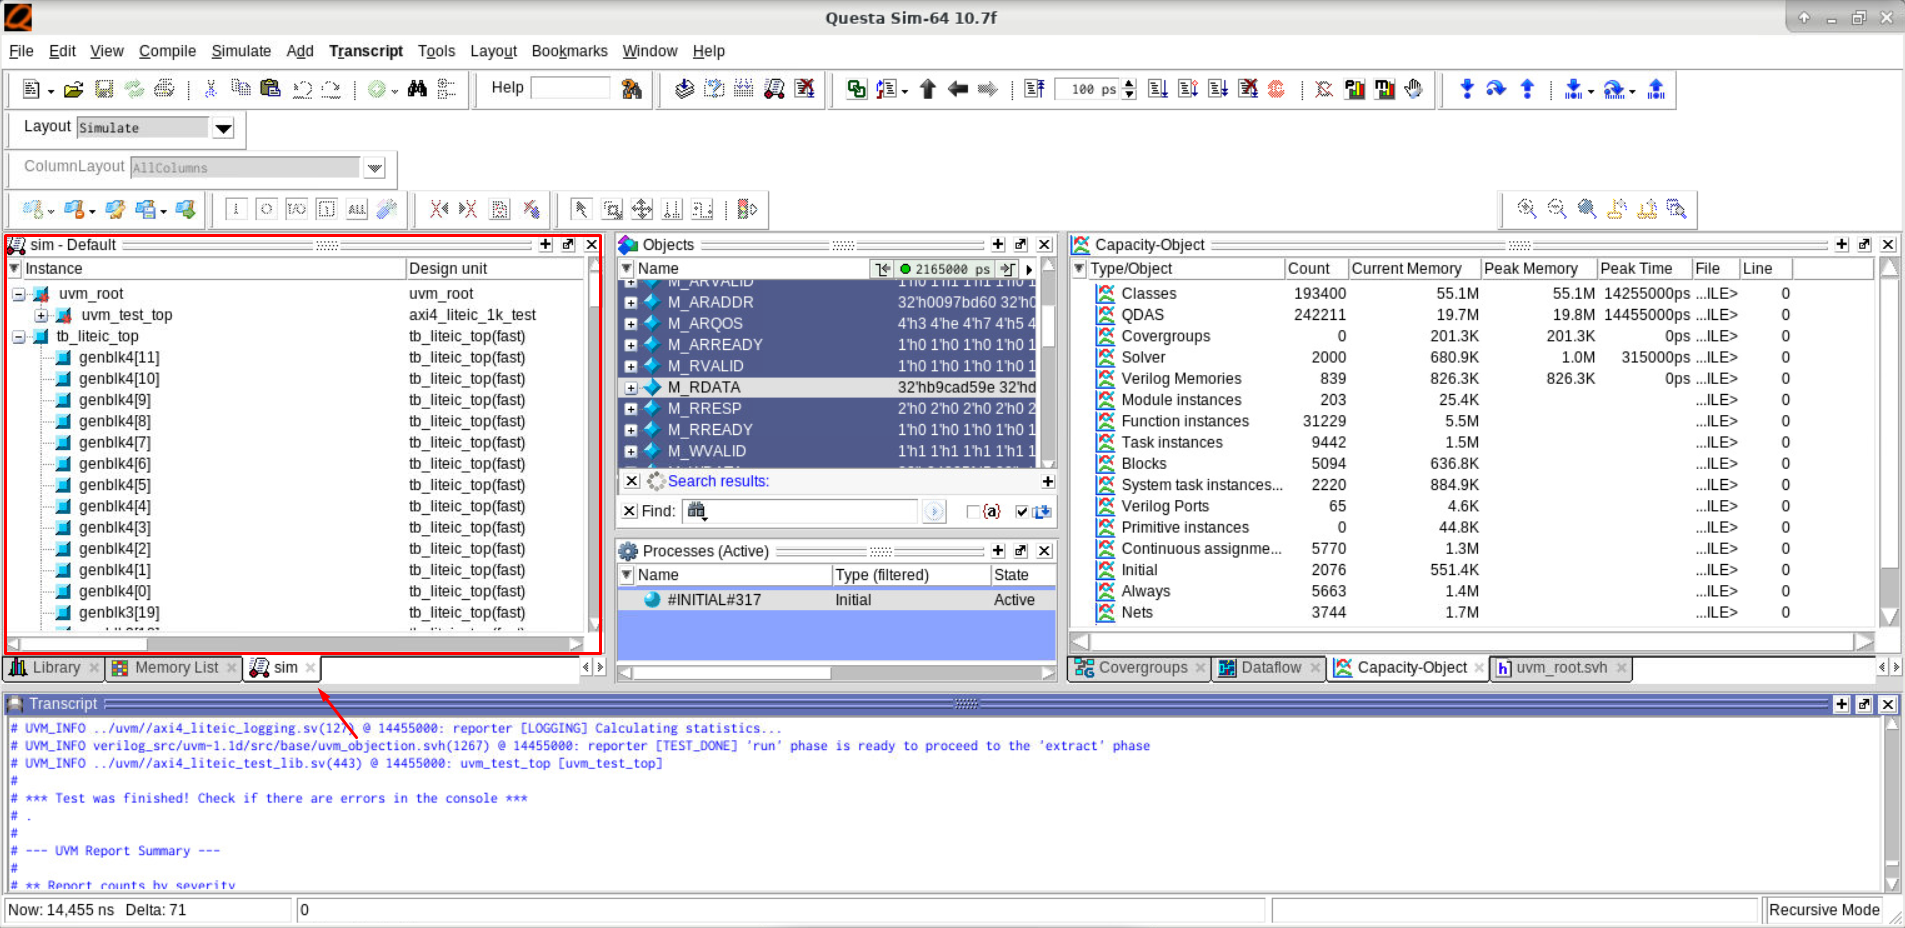 Questa Sim-64 10.7f
File Edit View Compile Simulate Add Transcript Tools Layout Bookmarks Window Help
Help 100 ps
Layout Simulate
ColumnLayout AllColumns
sim - Default
Instance Design unit
uvm_root uvm_root
uvm_test_top axi4_liteic_1k_test
tb_liteic_top tb_liteic_top(fast)
genblk4[11] tb_liteic_top(fast)
genblk4[10] tb_liteic_top(fast)
genblk4[9] tb_liteic_top(fast)
genblk4[8] tb_liteic_top(fast)
genblk4[7] tb_liteic_top(fast)
genblk4[6] tb_liteic_top(fast)
genblk4[5] tb_liteic_top(fast)
genblk4[4] tb_liteic_top(fast)
genblk4[3] tb_liteic_top(fast)
genblk4[2] tb_liteic_top(fast)
genblk4[1] tb_liteic_top(fast)
genblk4[0] tb_liteic_top(fast)
genblk3[19] tb_liteic_top(fast)
Library Memory List sim
Objects
Name 2165000 ps
M_ARVALID 1'h0 1'h1 1'h1 1'h0 1
M_ARADDR 32'h0097bd60 32'h0
M_ARQOS 4'h3 4'he 4'h7 4'h5 4
M_ARREADY 1'h0 1'h0 1'h0 1'h0 1
M_RVALID 1'h0 1'h0 1'h0 1'h0 1
M_RDATA 32'hb9cad59e 32'hd
M_RRESP 2'h0 2'h0 2'h0 2'h0 2
M_RREADY 1'h0 1'h0 1'h0 1'h0 1
M_WVALID 1'h1 1'h1 1'h1 1'h1 1
Search results:
Find: {a}
Processes (Active)
Name Type (filtered) State
#INITIAL#317 Initial Active
Capacity-Object
Type/Object Count Current Memory Peak Memory Peak Time File Line
Classes 193400 55.1M 55.1M 14255000ps ...ILE> 0
QDAS 242211 19.7M 19.8M 14455000ps ...ILE> 0
Covergroups 0 201.3K 201.3K 0ps ...ILE> 0
Solver 2000 680.9K 1.0M 315000ps ...ILE> 0
Verilog Memories 839 826.3K 826.3K 0ps ...ILE> 0
Module instances 203 25.4K ...ILE> 0
Function instances 31229 5.5M ...ILE> 0
Task instances 9442 1.5M ...ILE> 0
Blocks 5094 636.8K ...ILE> 0
System task instances... 2220 884.9K ...ILE> 0
Verilog Ports 65 4.6K ...ILE> 0
Primitive instances 0 44.8K ...ILE> 0
Continuous assignme... 5770 1.3M ...ILE> 0
Initial 2076 551.4K ...ILE> 0
Always 5663 1.4M ...ILE> 0
Nets 3744 1.7M ...ILE> 0
Covergroups Dataflow Capacity-Object uvm_root.svh
Transcript
# UVM_INFO ../uvm//axi4_liteic_logging.sv(127) @ 14455000: reporter [LOGGING] Calculating statistics...
# UVM_INFO verilog_src/uvm-1.1d/src/base/uvm_objection.svh(1267) @ 14455000: reporter [TEST_DONE] 'run' phase is ready to proceed to the 'extract' phase
# UVM_INFO ../uvm//axi4_liteic_test_lib.sv(443) @ 14455000: uvm_test_top [uvm_test_top]
#
# *** Test was finished! Check if there are errors in the console ***
# .
#
# --- UVM Report Summary ---
#
# ** Report counts by severity
Now: 14,455 ns Delta: 71 0 Recursive Mode